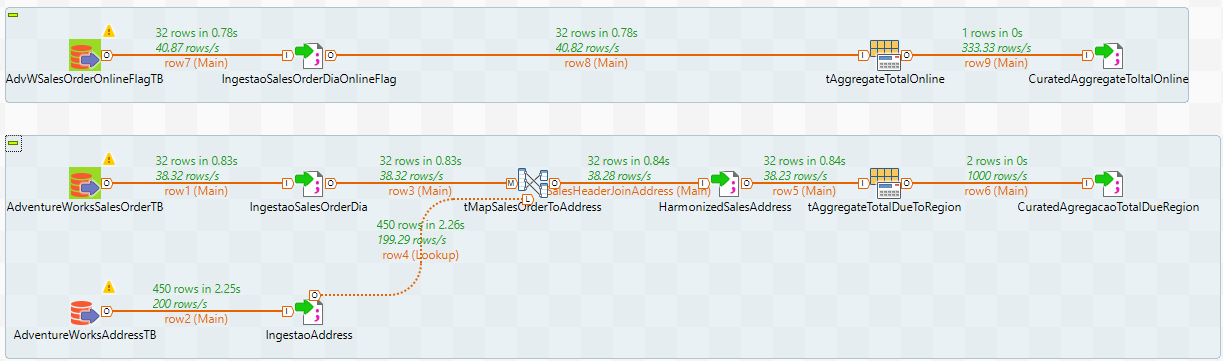 32 rows in 0.78s
40.87 rows/s
row7 (Main)
32 rows in 0.78s
40.82 rows/s
row8 (Main)
1 rows in 0s
333.33 rows/s
row9 (Main)
O
I
O
I
O
I
AdvWSalesOrderOnlineFlagTB
IngestaoSalesOrderDiaOnlineFlag
tAggregateTotalOnline
CuratedAggregateToltalOnline
32 rows in 0.83s
38.32 rows/s
row1 (Main)
32 rows in 0.83s
38.32 rows/s
row3 (Main)
32 rows in 0.84s
38.28 rows/s
SalesHeaderJoinAddress (Main)
32 rows in 0.84s
38.23 rows/s
row5 (Main)
2 rows in 0s
1000 rows/s
row6 (Main)
O
I
O
M
O
I
O
I
O
I
L
AdventureWorksSalesOrderTB
IngestaoSalesOrderDia
tMapSalesOrderToAddress
HarmonizedSalesAddress
tAggregateTotalDueToRegion
CuratedAgregacaoTotalDueRegion
450 rows in 2.26s
199.29 rows/s
row4 (Lookup)
450 rows in 2.25s
200 rows/s
row2 (Main)
O
I
O
AdventureWorksAddressTB
IngestaoAddress